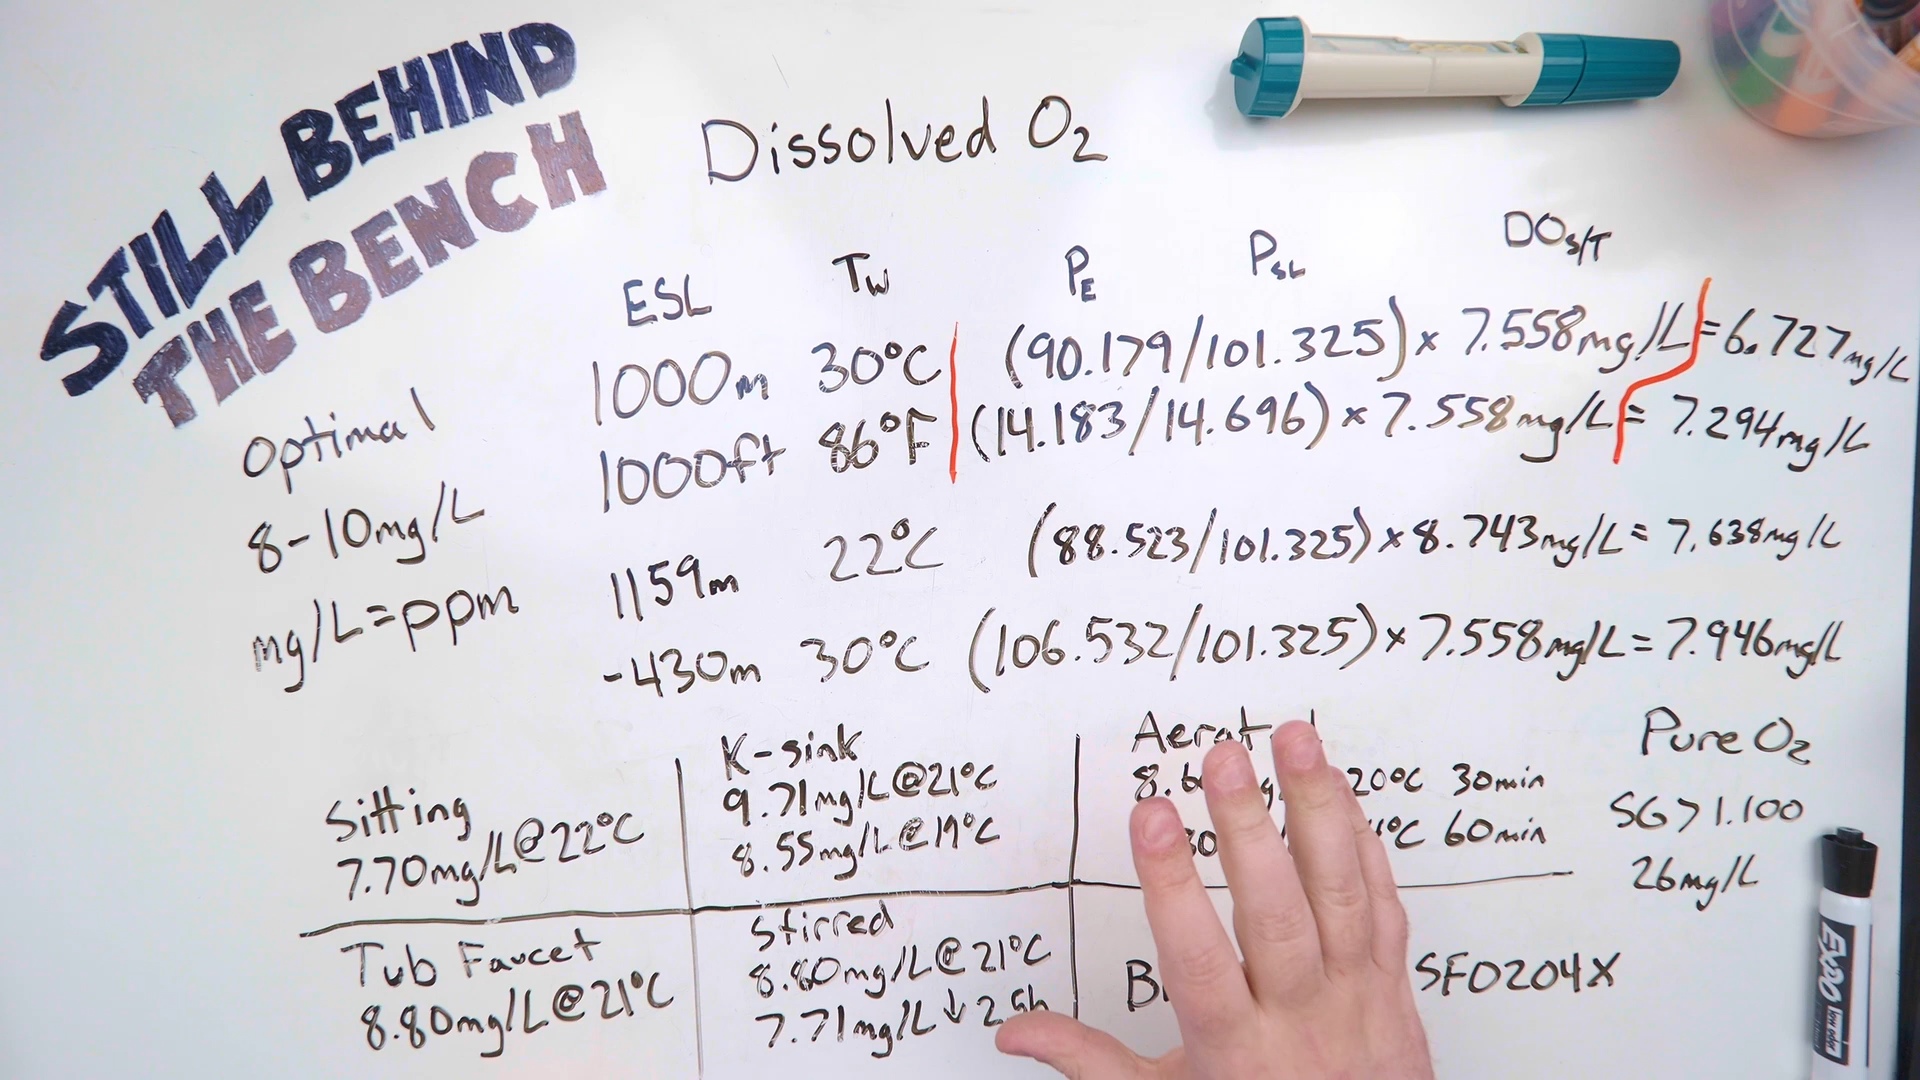 STILL BEHIND
THE BENCH
Dissolved O₂
ESL Tw PE PSL DO S/T
1000m 30°C (90.179/101.325) x 7.558mg/L = 6.727mg/L
1000ft 86°F (14.183/14.696) x 7.558mg/L = 7.294mg/L
1159m 22°C (88.523/101.325) x 8.743mg/L = 7.638mg/L
-430m 30°C (106.532/101.325) x 7.558mg/L = 7.946mg/L
Optimal
8-10mg/L
mg/L=ppm
Sitting
7.70mg/L@22°C
K-sink
9.71mg/L@21°C
8.55mg/L@19°C
20°C 30min
°C 60min
Pure O₂
SG>1.100
26mg/L
Tub Faucet
8.80mg/L@21°C
Stirred
8.80mg/L@21°C
7.71mg/L↓
SF0204X
EXPO